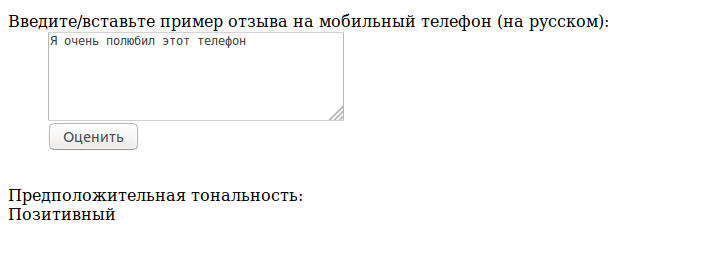 Введите/вставьте пример отзыва на мобильный телефон (на русском):
Я очень полюбил этот телефон
Оценить
Предположительная тональность:
Позитивный